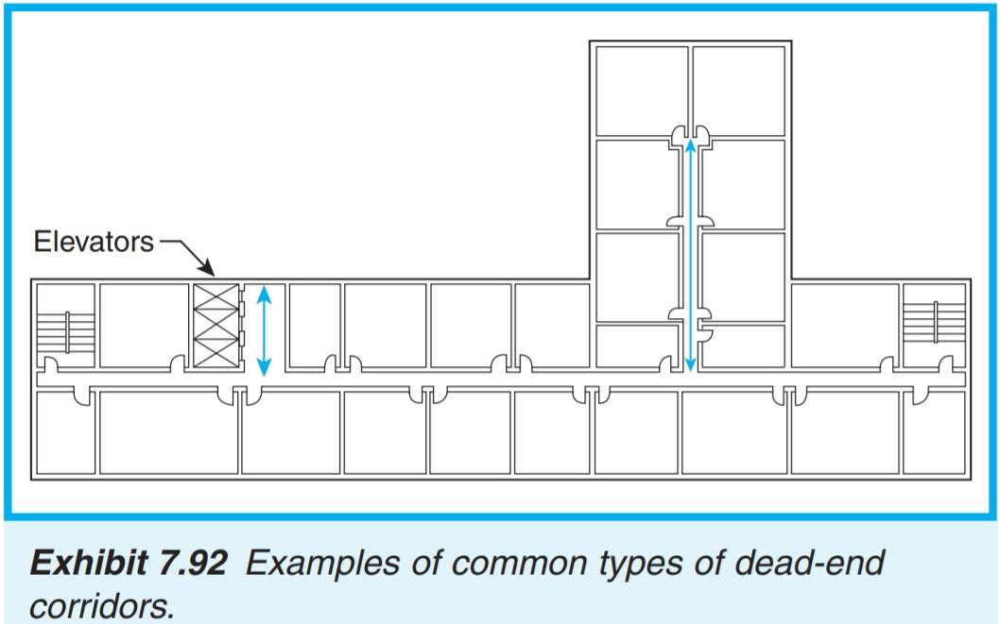 Elevators
Exhibit 7.92 Examples of common types of dead-end
corridors.